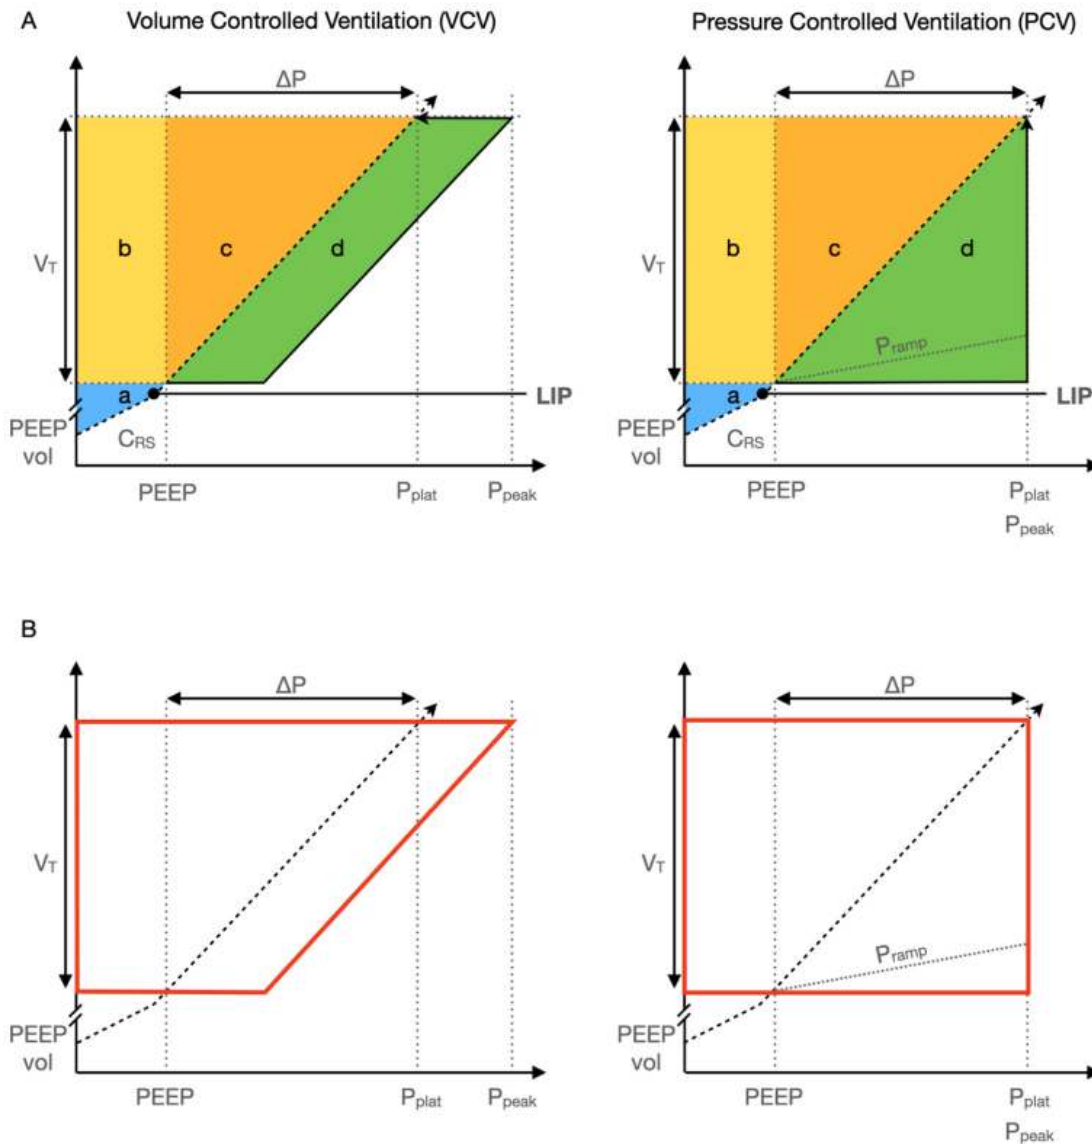 A
Volume Controlled Ventilation (VCV)
Pressure Controlled Ventilation (PCV)
ΔP
ΔP
b
c
d
b
c
d
VT
VT
Pramp
a
LIP
a
LIP
PEEP
vol
CRS
PEEP
vol
CRS
PEEP
Pplat
Ppeak
PEEP
Pplat
Ppeak
B
ΔP
ΔP
VT
VT
Pramp
PEEP
vol
PEEP
vol
PEEP
Pplat
Ppeak
PEEP
Pplat
Ppeak